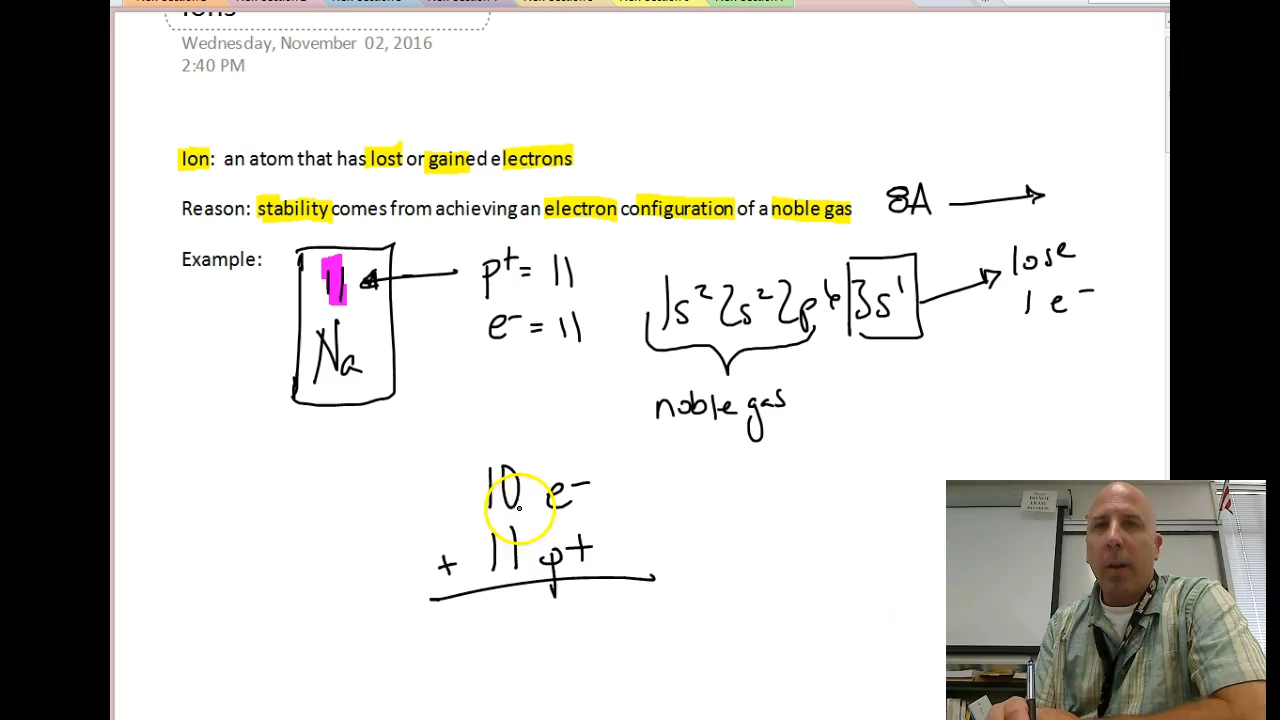 Ions
Wednesday, November 02, 2016
2:40 PM
Ion: an atom that has lost or gained electrons
Reason: stability comes from achieving an electron configuration of a noble gas 8A →
Example:
11
Na
p⁺ = 11
e⁻ = 11
1s² 2s² 2p⁶ 3s¹
lose
1 e⁻
noble gas
10 e⁻
+ 11 p+